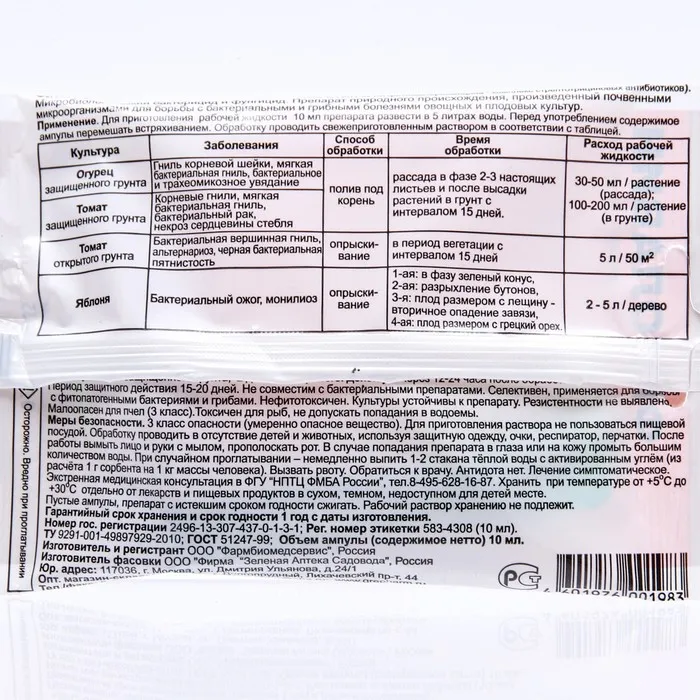 антибиотиков).
бактерицид и фунгицид. Препарат природного происхождения, произведенный почвенными
микроорганизмами для борьбы с бактериальными и грибными болезнями овощных и плодовых культур.
Применение. Для приготовления рабочей жидкости 10 мл препарата развести в 5 литрах воды. Перед употреблением содержимое
ампулы перемешать встряхиванием. Обработку проводить свежеприготовленным раствором в соответствии с таблицей.
Культура
Заболевания
Способ
обработки
Время
обработки
Расход рабочей
жидкости
Огурец
защищенного грунта
Гниль корневой шейки, мягкая
бактериальная гниль, бактериальное
и трахеомикозное увядание
полив под
корень
рассада в фазе 2-3 настоящих
листьев и после высадки
растений в грунт с
интервалом 15 дней.
30-50 мл / растение
(рассада);
100-200 мл / растение
(в грунте)
Томат
защищенного грунта
Корневые гнили, мягкая
бактериальная гниль,
бактериальный рак,
некроз сердцевины стебля
Томат
открытого грунта
Бактериальная вершинная гниль,
альтернариоз, черная бактериальная
пятнистость
опрыски-
вание
в период вегетации с
интервалом 15 дней
5 л / 50 м²
Яблоня
Бактериальный ожог, монилиоз
опрыски-
вание
1-ая: в фазу зеленый конус,
2-ая: разрыхление бутонов,
3-я: плод размером с лещину -
вторичное опадение завязи,
4-ая: плод размером с грецкий орех.
2 - 5 л / дерево
Период защитного действия 15-20 дней. Не совместим с бактериальными препаратами. Селективен, применяется для борьбы
с фитопатогенными бактериями и грибами. Нефитотоксичен. Культуры устойчивы к препарату. Резистентности не выявлено.
Малоопасен для пчел (3 класс).Токсичен для рыб, не допускать попадания в водоемы.
Меры безопасности. 3 класс опасности (умеренно опасное вещество). Для приготовления раствора не пользоваться пищевой
посудой. Обработку проводить в отсутствие детей и животных, используя защитную одежду, очки, респиратор, перчатки. После
работы вымыть лицо и руки с мылом, прополоскать рот. В случае попадания препарата в глаза или на кожу промыть большим
количеством воды. При случайном проглатывании – немедленно выпить 1-2 стакана тёплой воды с активированным углём (из
расчёта 1 г сорбента на 1 кг массы человека). Вызвать рвоту. Обратиться к врачу. Антидота нет. Лечение симптоматическое.
Экстренная медицинская консультация в ФГУ "НПТЦ ФМБА России", тел.8-495-628-16-87. Хранить при температуре от +5°С до
+30°С отдельно от лекарств и пищевых продуктов в сухом, темном, недоступном для детей месте.
Пустые ампулы, препарат с истекшим сроком годности сжигать. Рабочий раствор хранению не подлежит.
Гарантийный срок хранения и срок годности 1 год с даты изготовления.
Номер гос. регистрации 2496-13-307-437-0-1-3-1; Рег. номер этикетки 583-4308 (10 мл).
ТУ 9291-001-49897929-2010; ГОСТ 51247-99; Объем ампулы (содержимое нетто) 10 мл.
Изготовитель и регистрант ООО "Фармбиомедсервис", Россия
Изготовитель фасовки ООО "Фирма "Зеленая Аптека Садовода", Россия
Юр. адрес: 117036, г. Москва, ул. Дмитрия Ульянова, д.24/1
Лихачевский пр-т, 44
Осторожно. Вредно при проглатывании
РСТ